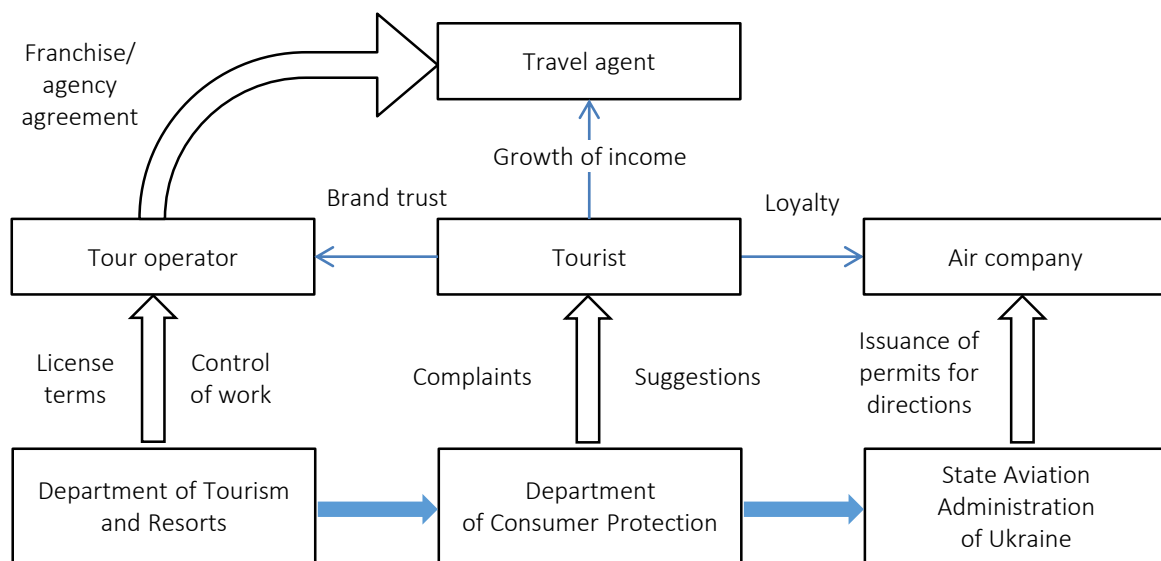 Franchise/
agency
agreement
Travel agent
Growth of income
Brand trust
Loyalty
Tour operator
Tourist
Air company
License
terms
Control
of work
Complaints
Suggestions
Issuance of
permits for
directions
Department of Tourism
and Resorts
Department
of Consumer Protection
State Aviation
Administration
of Ukraine